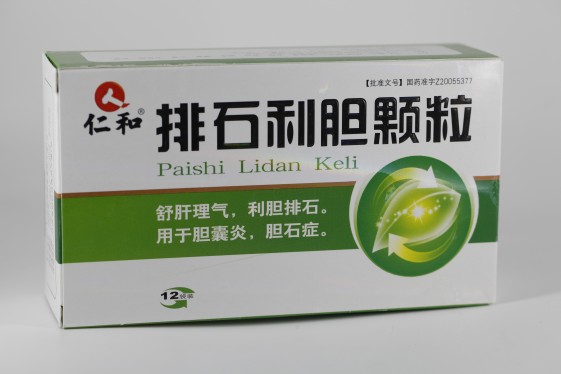 【批准文号】国药准字Z20055377
仁和®
排石利胆颗粒
Paishi Lidan Keli
舒肝理气，利胆排石。
用于胆囊炎，胆石症。
12袋装